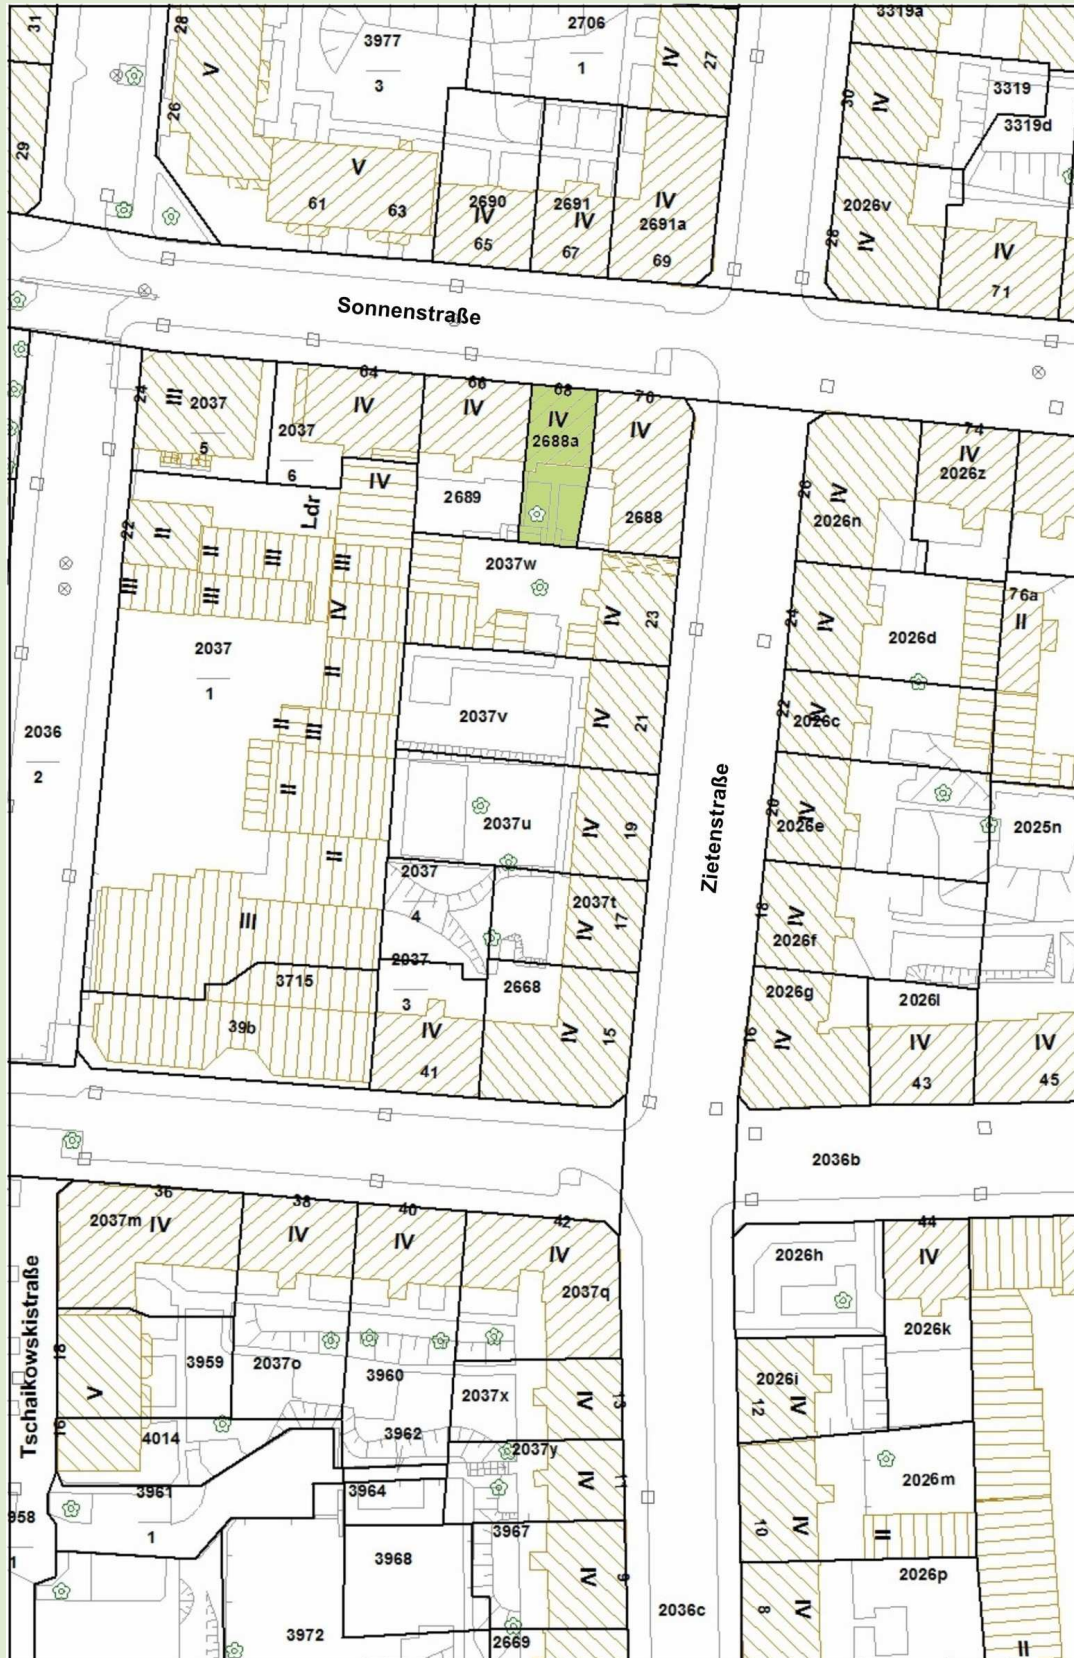 31
28
3977
3
2706
1
IV
27
3319a
V
26
30
IV
3319
3319d
29
V
61
63
2690
IV
65
2691
IV
67
IV
2691a
69
2026v
28
IV
IV
71
Sonnenstraße
24
III
2037
5
2037
6
64
IV
66
IV
68
IV
2688a
70
IV
74
IV
2026z
IV
Ldr
2689
2688
26
IV
2026n
22
II
II
III
III
2037w
III
III
IV
IV
23
24
IV
2026d
76a
II
2037
1
II
2036
2
II
III
2037v
IV
21
22
IV
2026c
II
2037u
IV
19
20
IV
2026e
2025n
Zietenstraße
II
2037
4
2037t
IV
17
18
IV
2026f
III
2037
3
3715
2668
2026g
2026l
39b
IV
41
IV
15
16
IV
IV
43
IV
45
2036b
36
2037m IV
38
IV
40
IV
42
IV
2037q
2026h
44
IV
Tschaikowskistraße
18
V
3959
2037o
3960
2037x
IV
13
2026k
2026i
12
IV
16
4014
3962
2037y
IV
11
2026m
3961
1
3964
3967
10
IV
II
958
1
3968
IV
9
2026p
3972
2669
2036c
8
IV
II